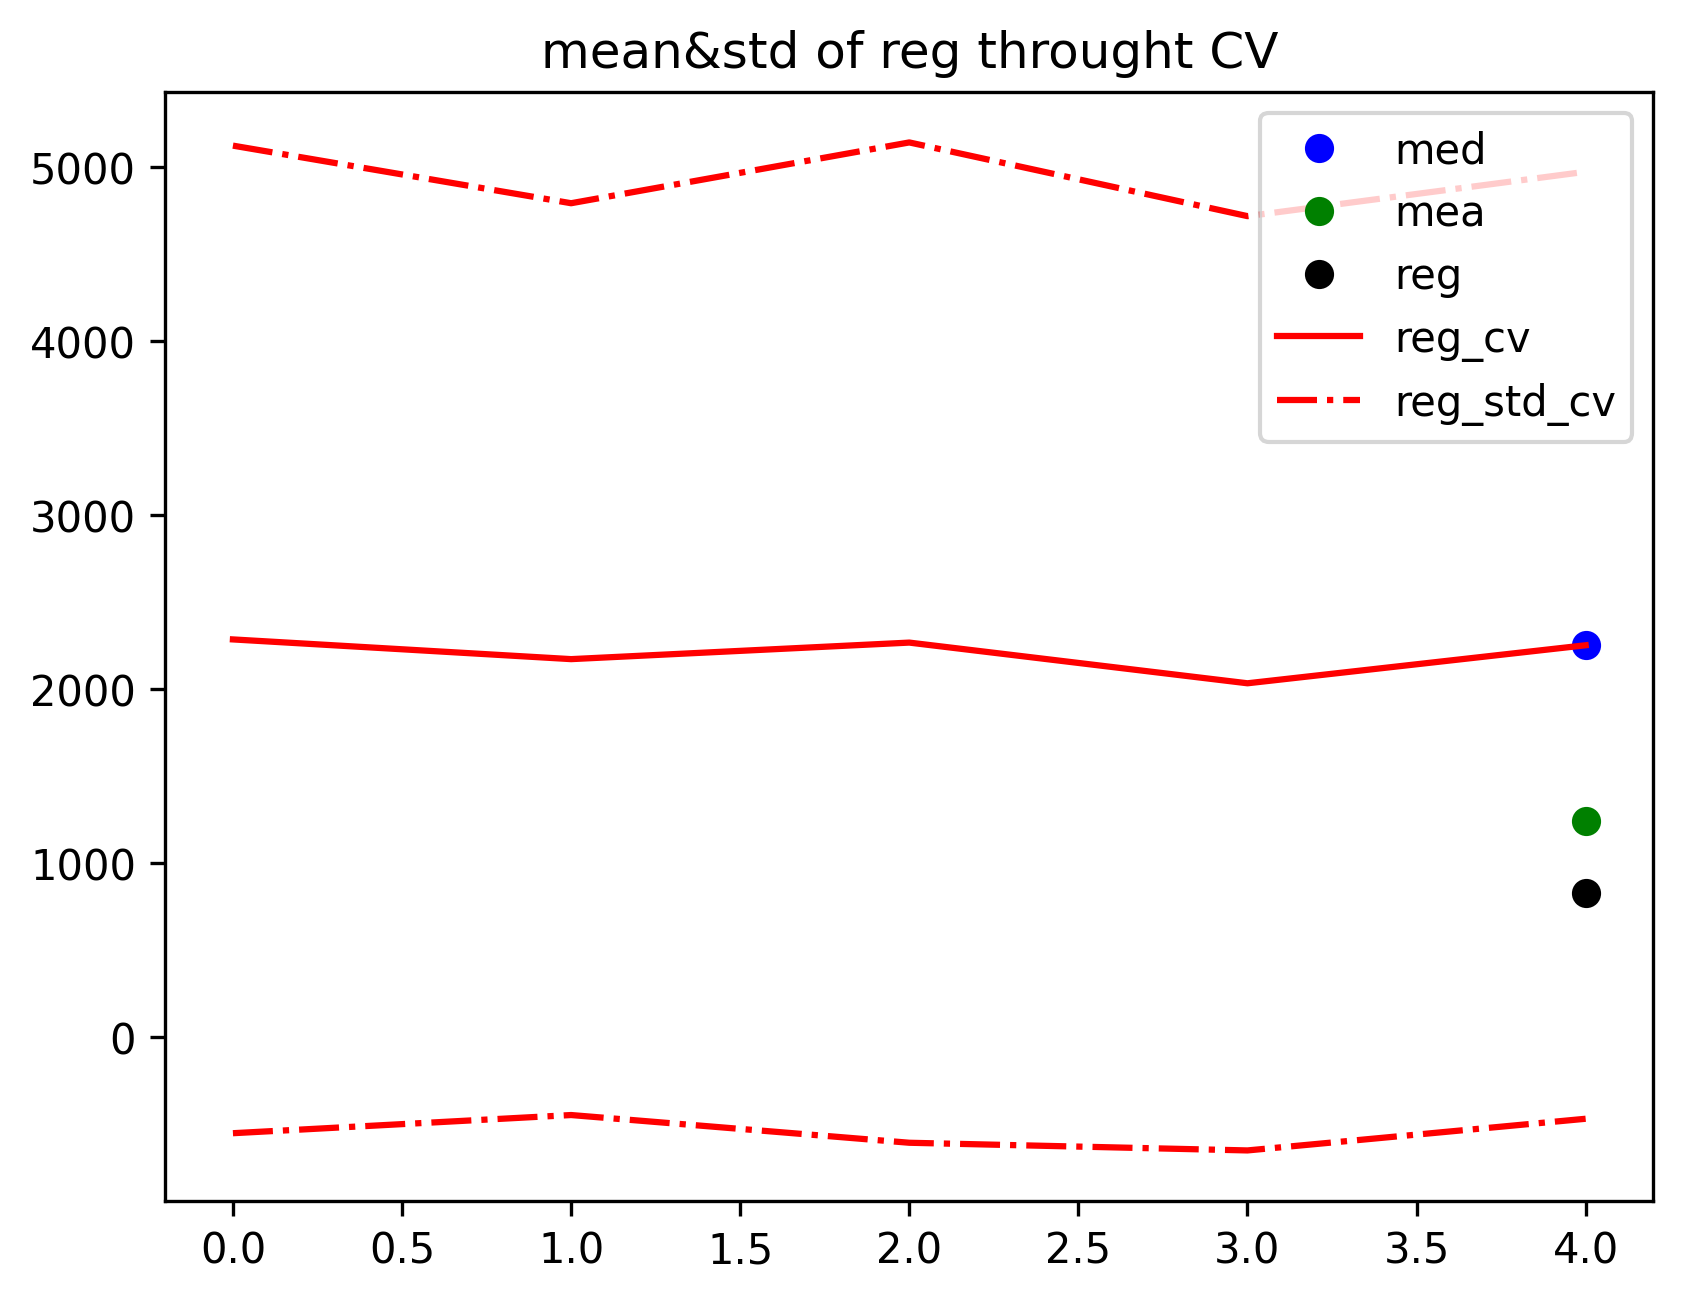 mean&std of reg throught CV
5000
4000
3000
2000
1000
0
med
mea
reg
reg_cv
reg_std_cv
0.0 0.5 1.0 1.5 2.0 2.5 3.0 3.5 4.0